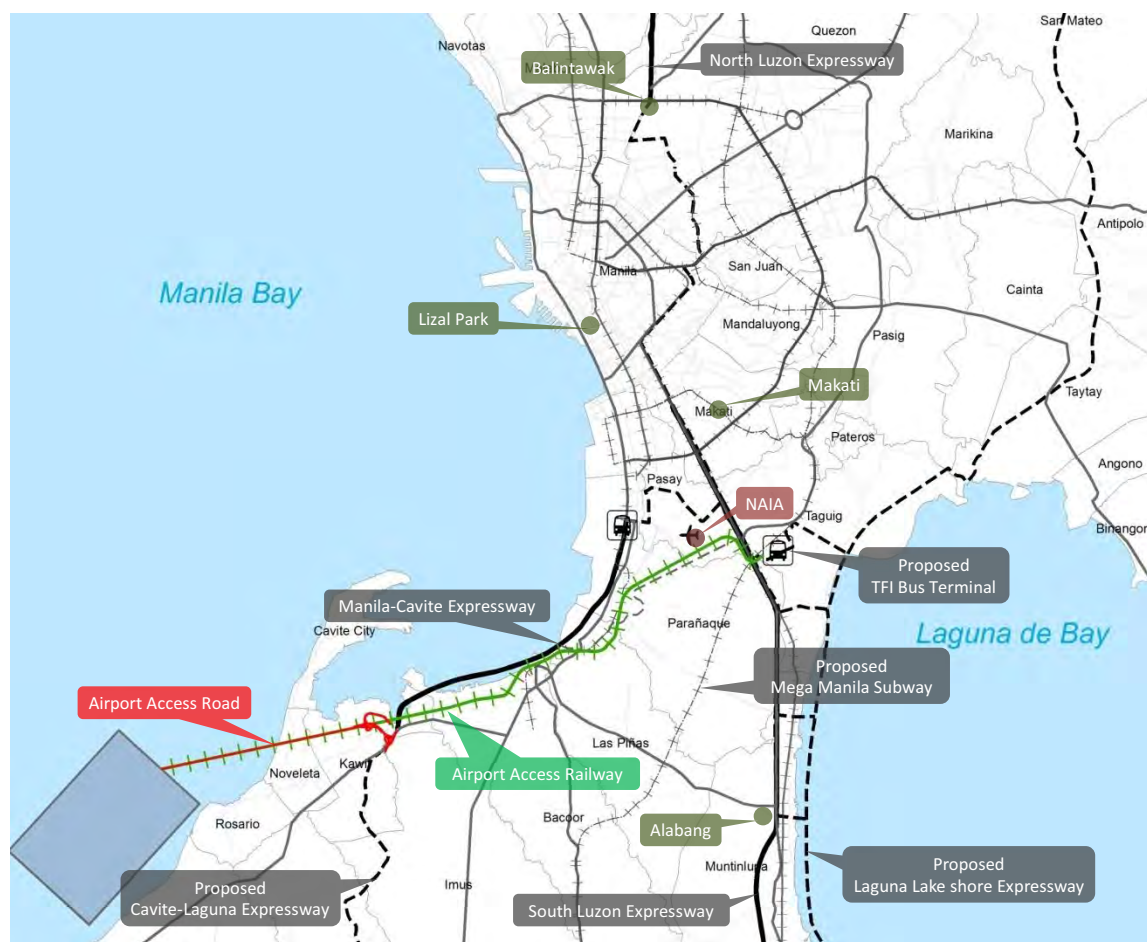 San Mateo
Quezon
Navotas
North Luzon Expressway
Balintawak
Marikina
Antipolo
San Juan
Manila
Manila Bay
Cainta
Lizal Park
Mandaluyong
Pasig
Makati
Taytay
Makati
Pateros
Angono
Pasay
NAIA
Taguig
Binangon
Proposed
TFI Bus Terminal
Manila-Cavite Expressway
Cavite City
Parañaque
Laguna de Bay
Proposed
Mega Manila Subway
Airport Access Road
Las Piñas
Noveleta
Kawi
Airport Access Railway
Rosario
Bacoor
Alabang
Muntinlupa
Imus
Proposed
Cavite-Laguna Expressway
South Luzon Expressway
Proposed
Laguna Lake shore Expressway